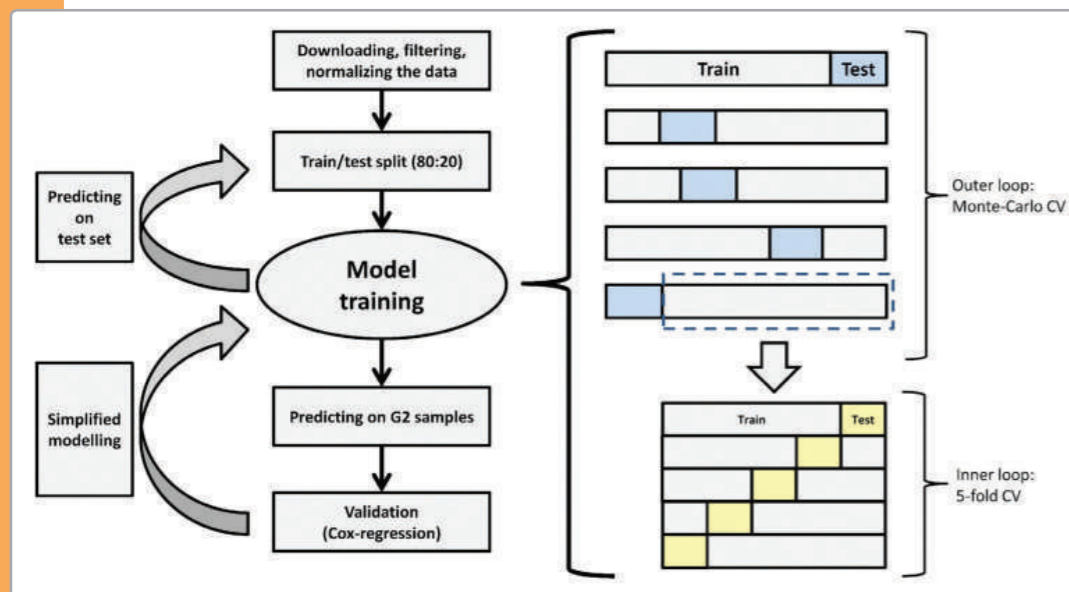 Downloading, filtering,
normalizing the data
Train/test split (80:20)
Predicting
on
test set
Model
training
Simplified
modelling
Predicting on G2 samples
Validation
(Cox-regression)
Train
Test
Outer loop:
Monte-Carlo CV
Train
Test
Inner loop:
5-fold CV